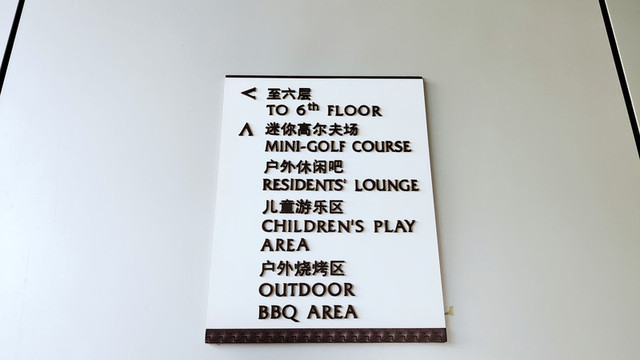 < 至六层
TO 6th FLOOR
∧ 迷你高尔夫场
MINI-GOLF COURSE
户外休闲吧
RESIDENTS' LOUNGE
儿童游乐区
CHILDREN'S PLAY
AREA
户外烧烤区
OUTDOOR
BBQ AREA